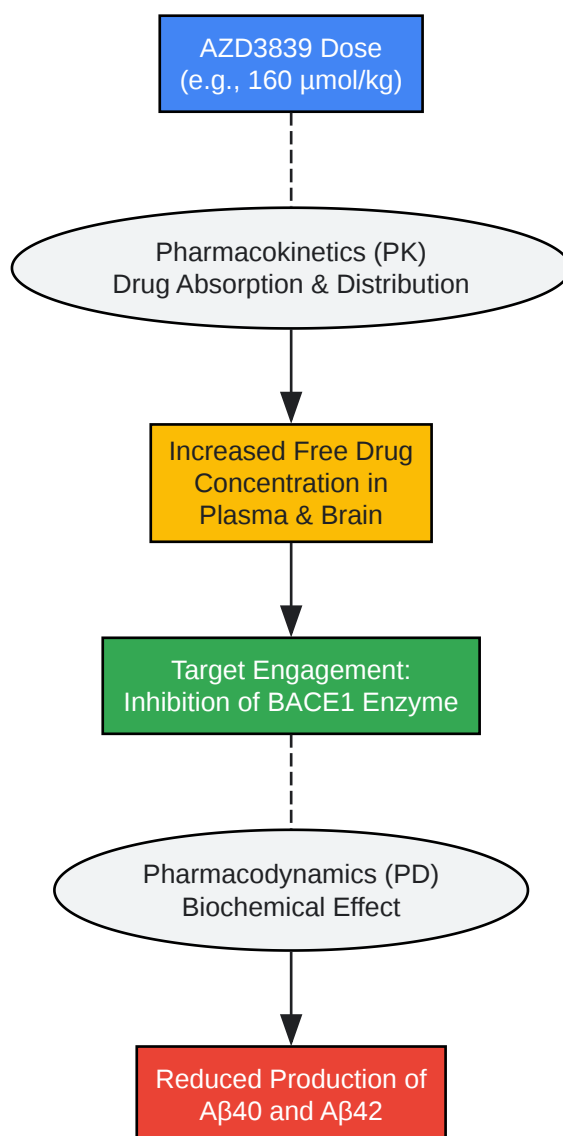 AZD3839 Dose
(e.g., 160 µmol/kg)
Pharmacokinetics (PK)
Drug Absorption & Distribution
Increased Free Drug
Concentration in
Plasma & Brain
Target Engagement:
Inhibition of BACE1 Enzyme
Pharmacodynamics (PD)
Biochemical Effect
Reduced Production of
Aβ40 and Aβ42